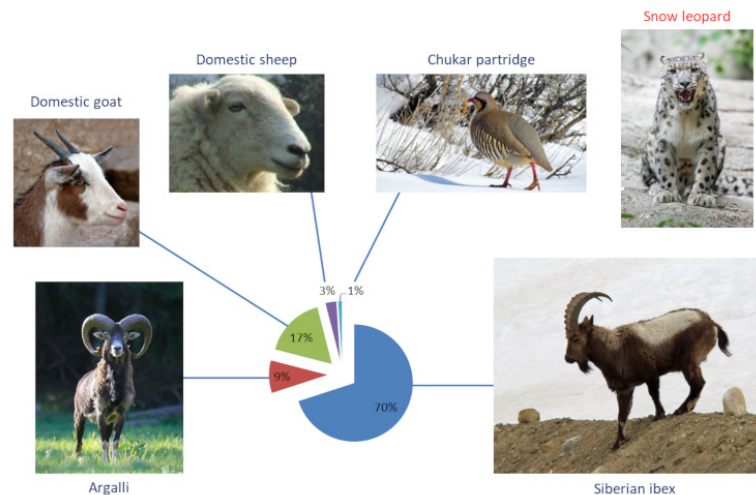 Snow leopard
Domestic sheep
Chukar partridge
Domestic goat
3%
1%
17%
9%
70%
Argalli
Siberian ibex